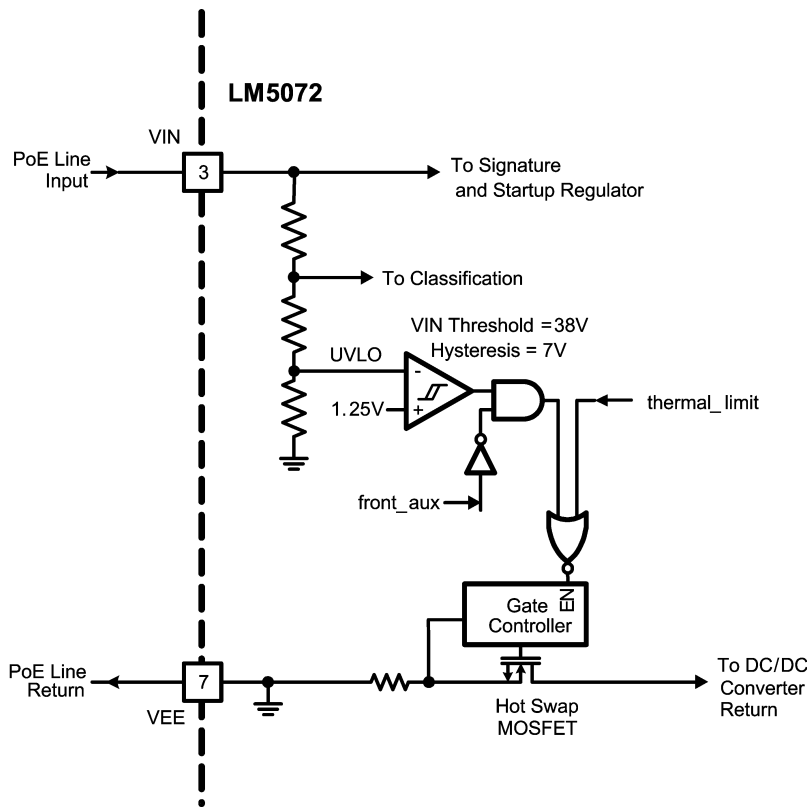 LM5072
VIN
PoE Line
Input
3
To Signature
and Startup Regulator
To Classification
VIN Threshold = 38V
Hysteresis = 7V
UVLO
-
1.25V
+
thermal_limit
front_aux
EN
Gate
Controller
PoE Line
Return
7
VEE
Hot Swap
MOSFET
To DC/DC
Converter
Return